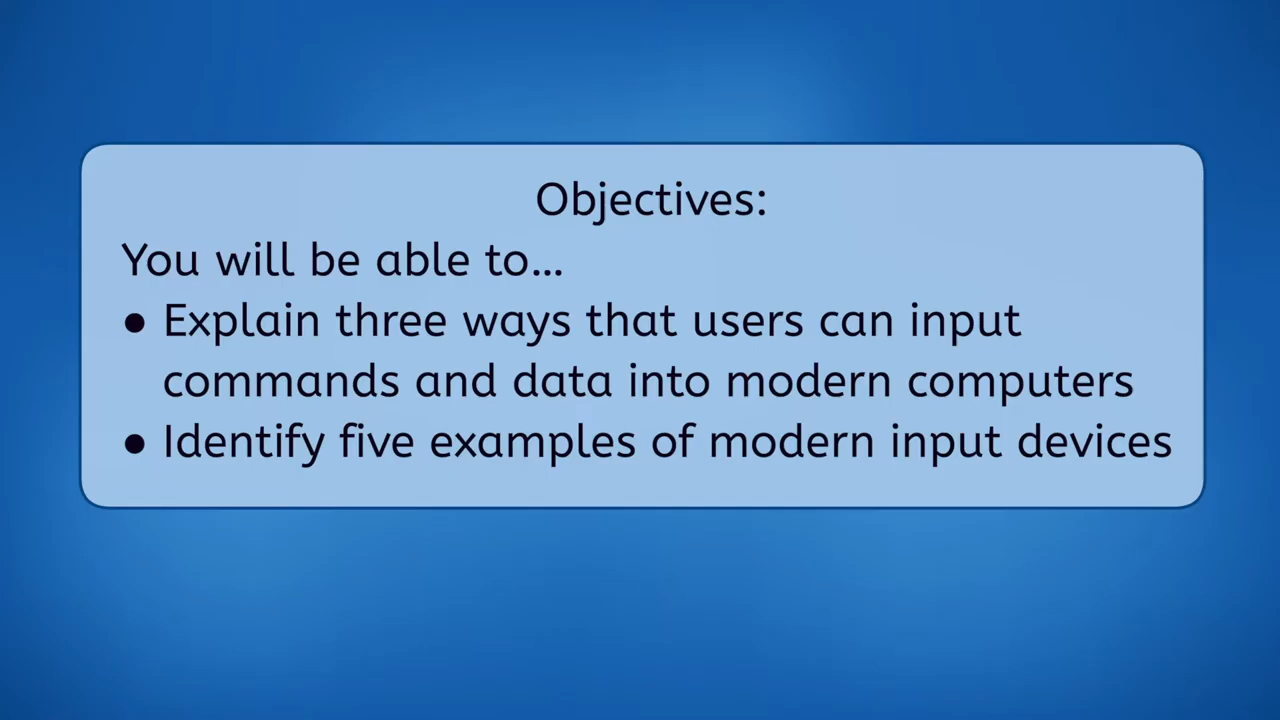 Objectives:
You will be able to…
● Explain three ways that users can input
commands and data into modern computers
● Identify five examples of modern input devices